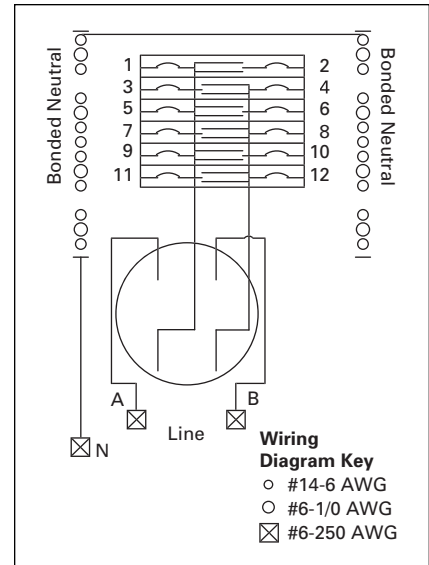 Bonded Neutral
1 2
3 4
5 6
7 8
9 10
11 12
Bonded Neutral
A B
Line
N
Wiring
Diagram Key
#14-6 AWG
#6-1/0 AWG
#6-250 AWG